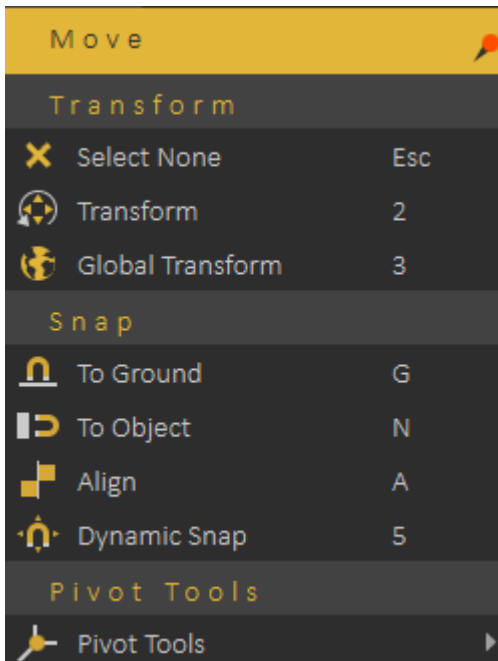 Move
Transform
Select None Esc
Transform 2
Global Transform 3
Snap
To Ground G
To Object N
Align A
Dynamic Snap 5
Pivot Tools
Pivot Tools